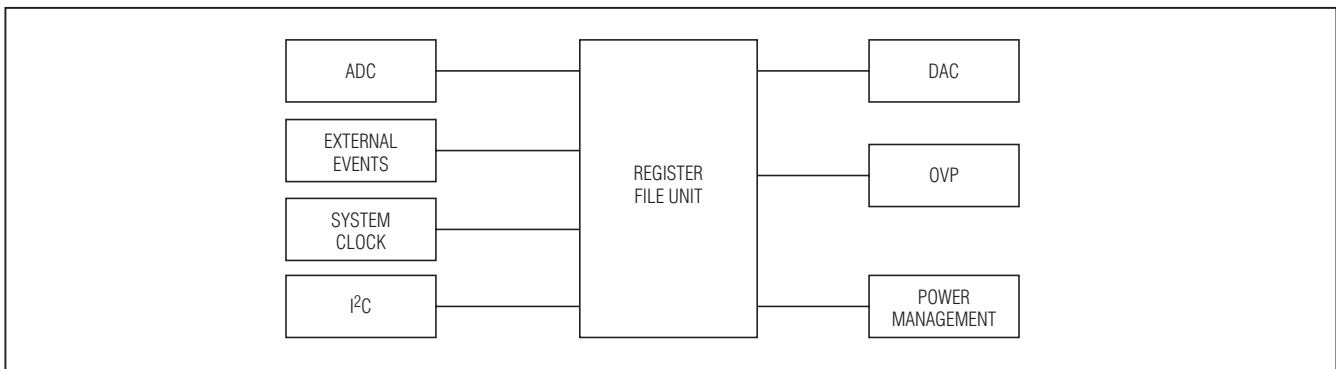 ADC
EXTERNAL
EVENTS
SYSTEM
CLOCK
I²C
REGISTER
FILE UNIT
DAC
OVP
POWER
MANAGEMENT